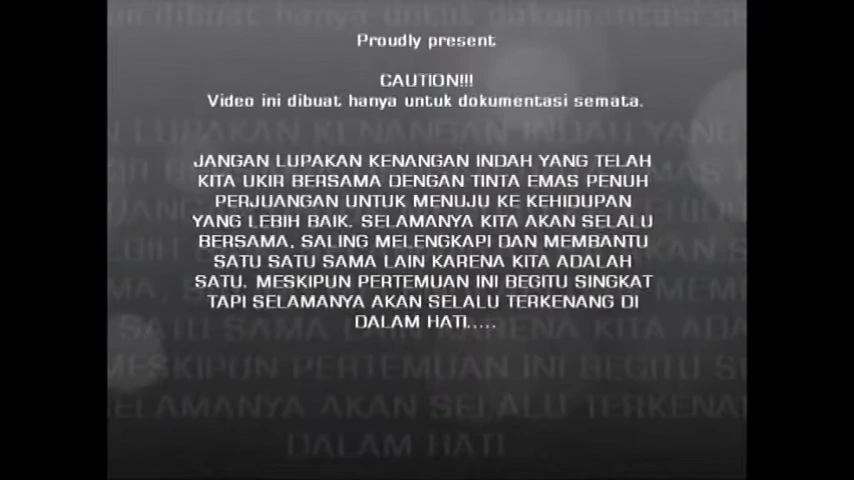 Proudly present
CAUTION!!!
Video ini dibuat hanya untuk dokumentasi semata.
JANGAN LUPAKAN KENANGAN INDAH YANG TELAH
KITA UKIR BERSAMA DENGAN TINTA EMAS PENUH
PERJUANGAN UNTUK MENUJU KE KEHIDUPAN
YANG LEBIH BAIK. SELAMANYA KITA AKAN SELALU
BERSAMA, SALING MELENGKAPI DAN MEMBANTU
SATU SATU SAMA LAIN KARENA KITA ADALAH
SATU. MESKIPUN PERTEMUAN INI BEGITU SINGKAT
TAPI SELAMANYA AKAN SELALU TERKENANG DI
DALAM HATI.....